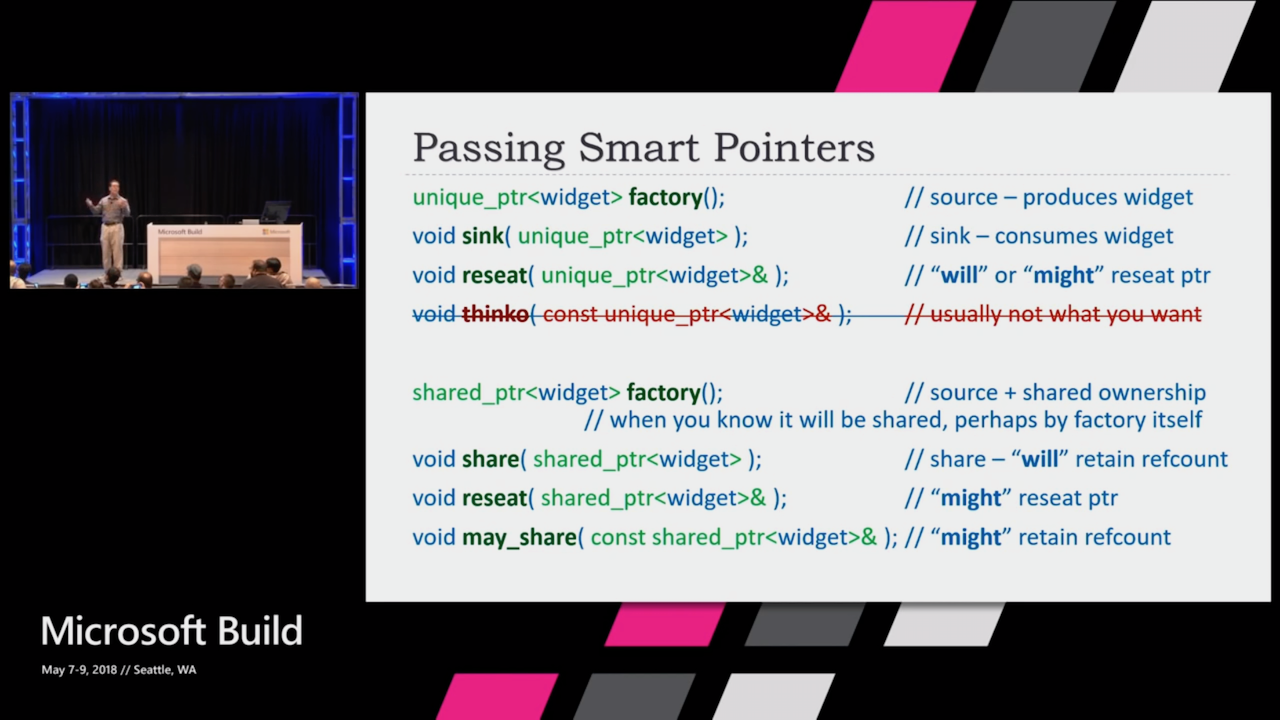 Passing Smart Pointers
unique_ptr<widget> factory(); // source – produces widget
void sink( unique_ptr<widget> ); // sink – consumes widget
void reseat( unique_ptr<widget>& ); // “will” or “might” reseat ptr
void thinko( const unique_ptr<widget>& ); // usually not what you want
shared_ptr<widget> factory(); // source + shared ownership
// when you know it will be shared, perhaps by factory itself
void share( shared_ptr<widget> ); // share – “will” retain refcount
void reseat( shared_ptr<widget>& ); // “might” reseat ptr
void may_share( const shared_ptr<widget>& ); // “might” retain refcount
Microsoft Build
Microsoft
Microsoft Build
May 7-9, 2018 // Seattle, WA